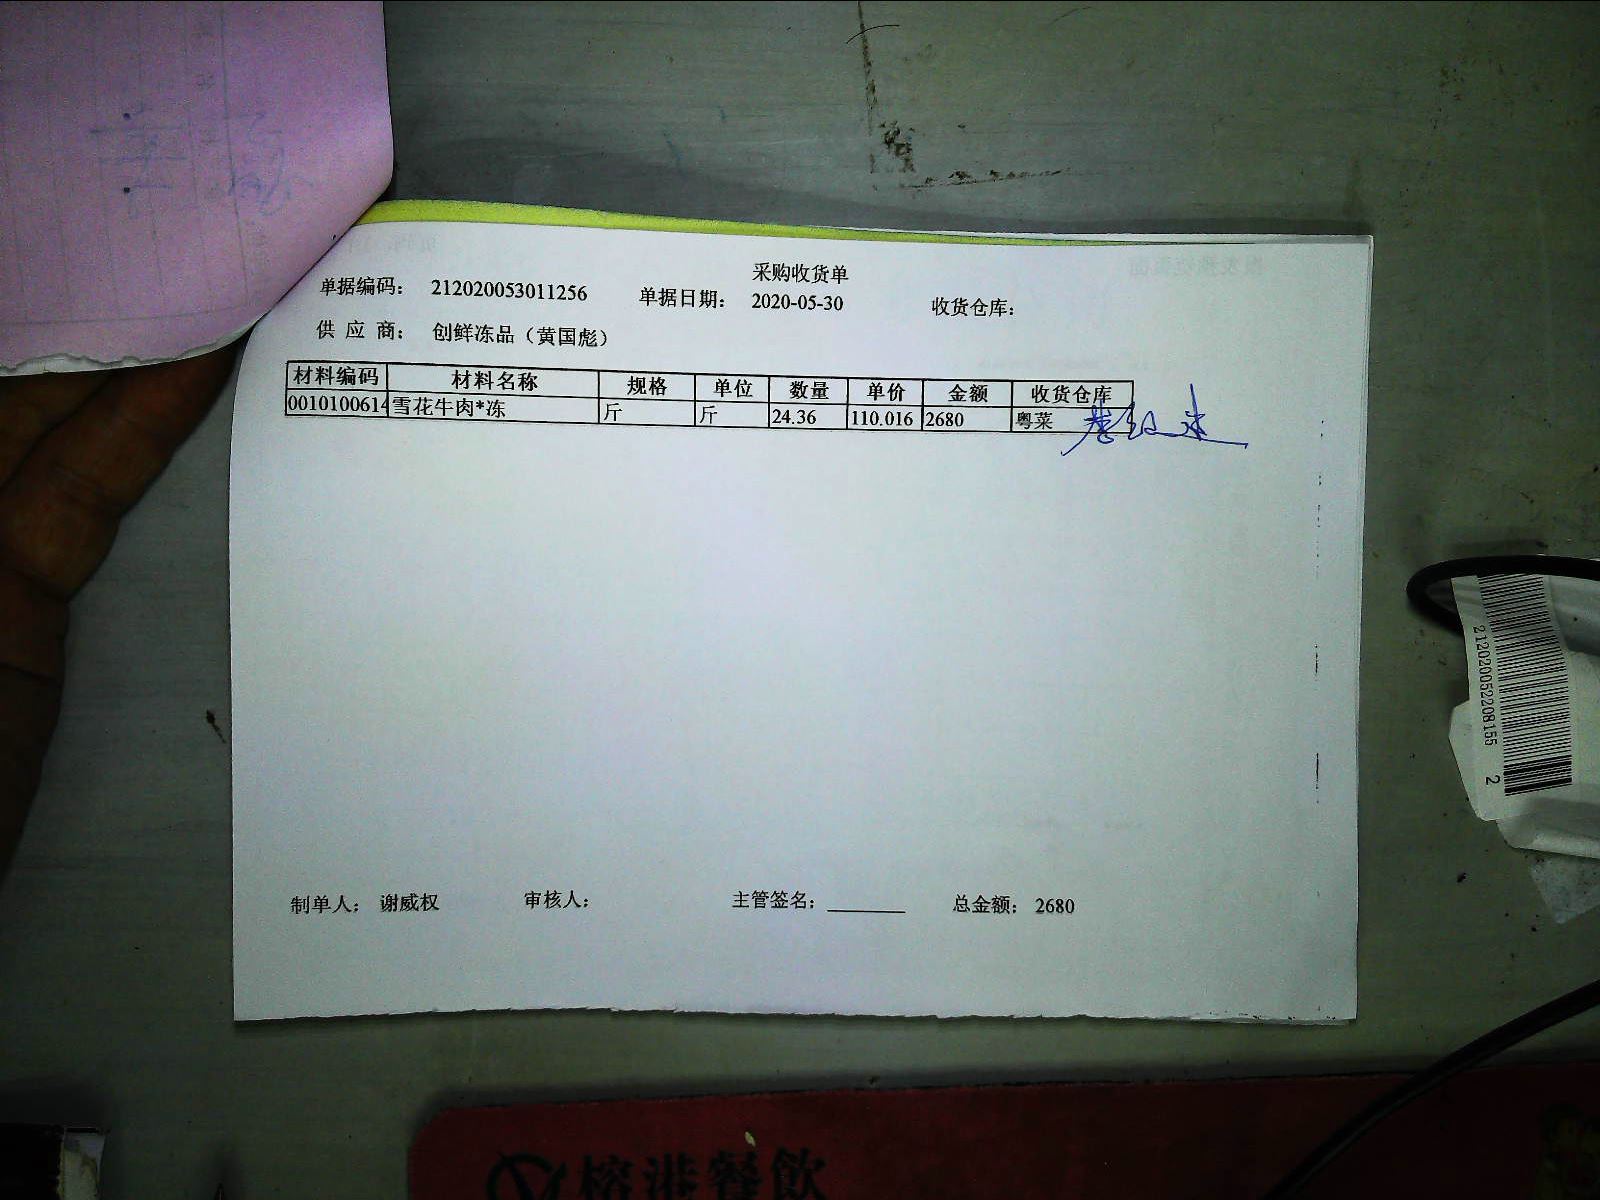 采购收货单
单据编码： 212020053011256 单据日期： 2020-05-30 收货仓库：
供 应 商： 创鲜冻品（黄国彪）
材料编码 材料名称 规格 单位 数量 单价 金额 收货仓库
0010100614 雪花牛肉*冻 斤 斤 24.36 110.016 2680 粤菜
制单人： 谢威权 审核人： 主管签名： 总金额： 2680
212020052208155 2
榕港餐飲